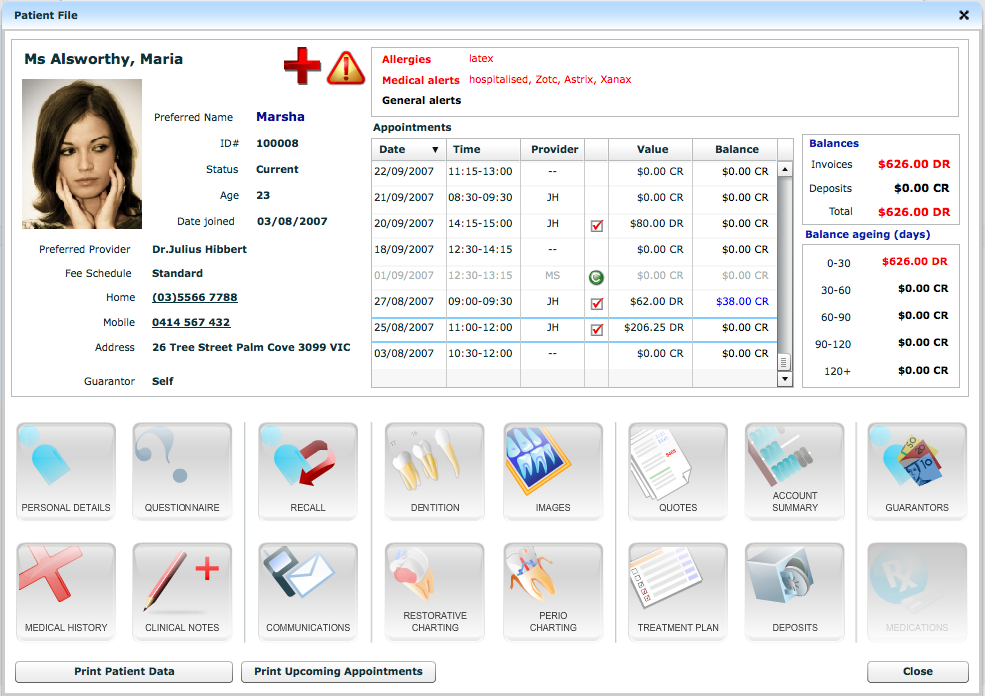 Patient File
Ms Alsworthy, Maria
Preferred Name Marsha
ID# 100008
Status Current
Age 23
Date joined 03/08/2007
Preferred Provider Dr.Julius Hibbert
Fee Schedule Standard
Home (03)5566 7788
Mobile 0414 567 432
Address 26 Tree Street Palm Cove 3099 VIC
Guarantor Self
Allergies latex
Medical alerts hospitalised, Zotc, Astrix, Xanax
General alerts
Appointments
Date Time Provider Value Balance
22/09/2007 11:15-13:00 -- $0.00 CR $0.00 CR
21/09/2007 08:30-09:30 JH $0.00 CR $0.00 CR
20/09/2007 14:15-15:00 JH $80.00 DR $0.00 CR
18/09/2007 12:30-14:15 -- $0.00 CR $0.00 CR
01/09/2007 12:30-13:15 MS $0.00 CR $0.00 CR
27/08/2007 09:00-09:30 JH $62.00 DR $38.00 CR
25/08/2007 11:00-12:00 JH $206.25 DR $0.00 CR
03/08/2007 10:30-12:00 -- $0.00 CR $0.00 CR
Balances
Invoices $626.00 DR
Deposits $0.00 CR
Total $626.00 DR
Balance ageing (days)
0-30 $626.00 DR
30-60 $0.00 CR
60-90 $0.00 CR
90-120 $0.00 CR
120+ $0.00 CR
PERSONAL DETAILS
QUESTIONNAIRE
RECALL
DENTITION
IMAGES
QUOTES
ACCOUNT
SUMMARY
GUARANTORS
MEDICAL HISTORY
CLINICAL NOTES
COMMUNICATIONS
RESTORATIVE
CHARTING
PERIO
CHARTING
TREATMENT PLAN
DEPOSITS
Rx
MEDICATIONS
Print Patient Data
Print Upcoming Appointments
Close